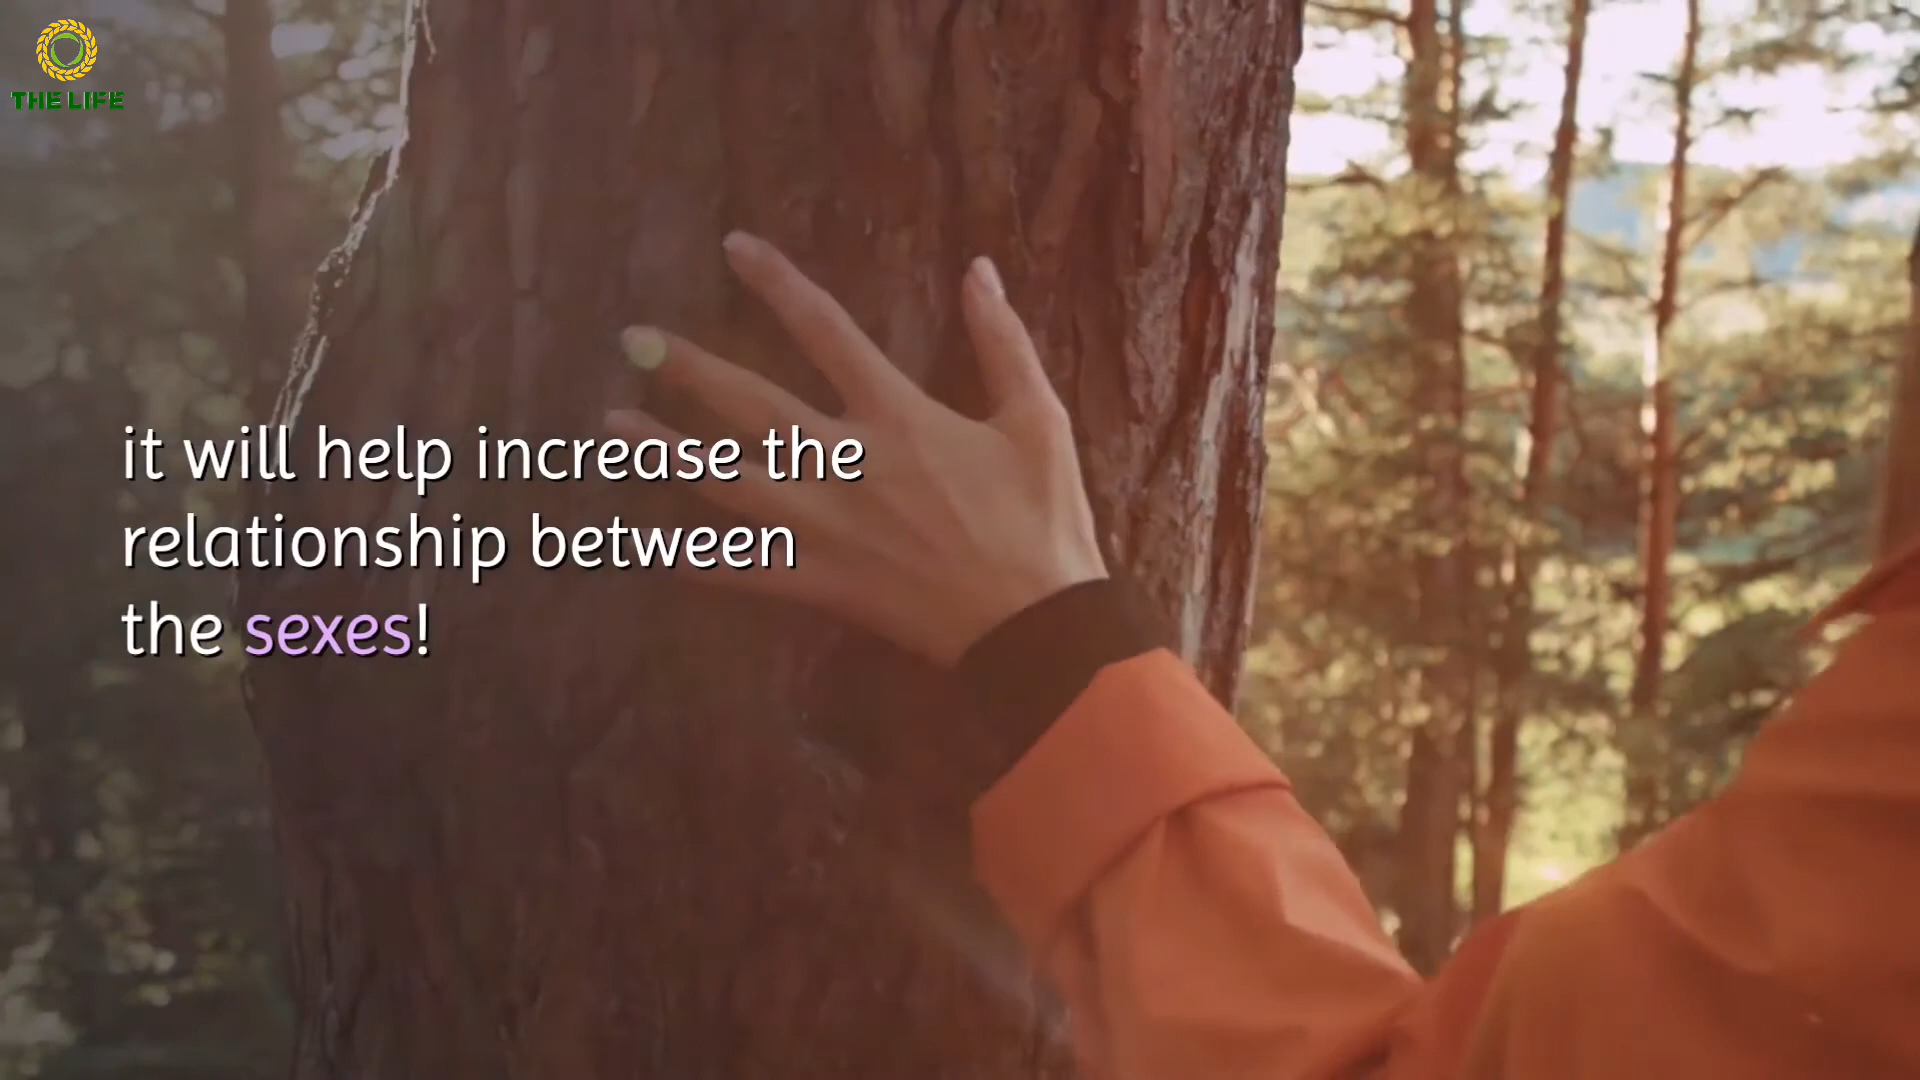 THE LIFE
it will help increase the
relationship between
the sexes!